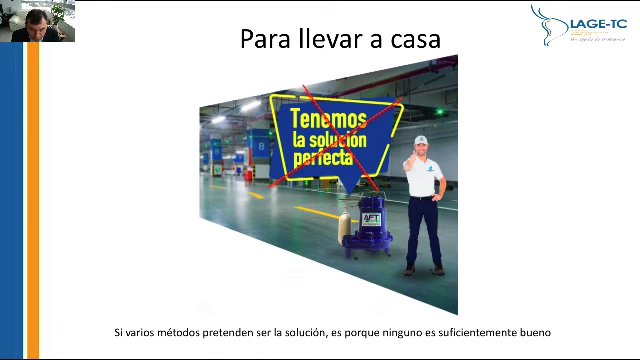 Para llevar a casa
LAGE-TC
Tenemos
la solución
perfecta
AFT
Si varios métodos pretenden ser la solución, es porque ninguno es suficientemente bueno